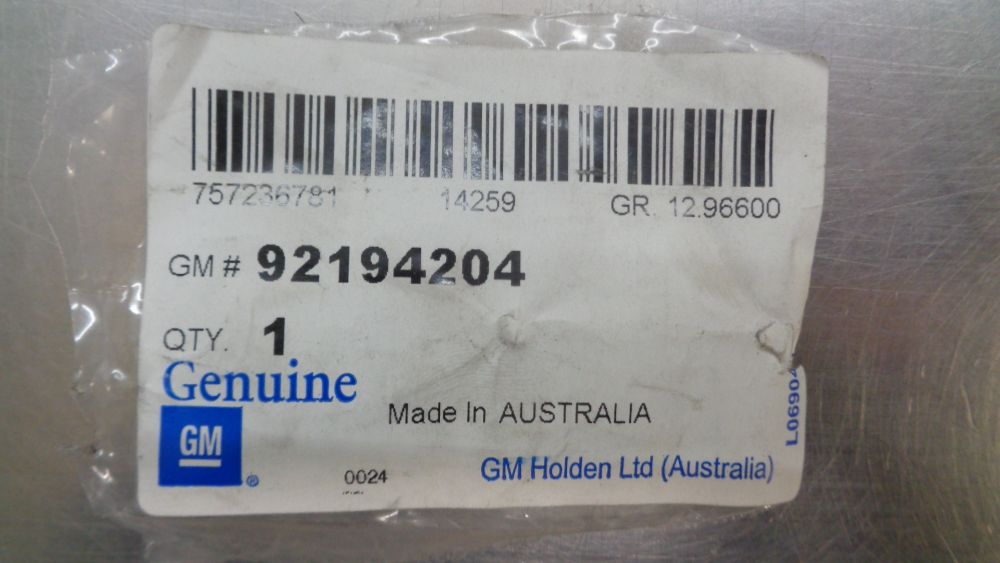 757236781 14259 GR. 12.96600
GM # 92194204
QTY. 1
Genuine
GM ®
Made In AUSTRALIA
0024
GM Holden Ltd (Australia)